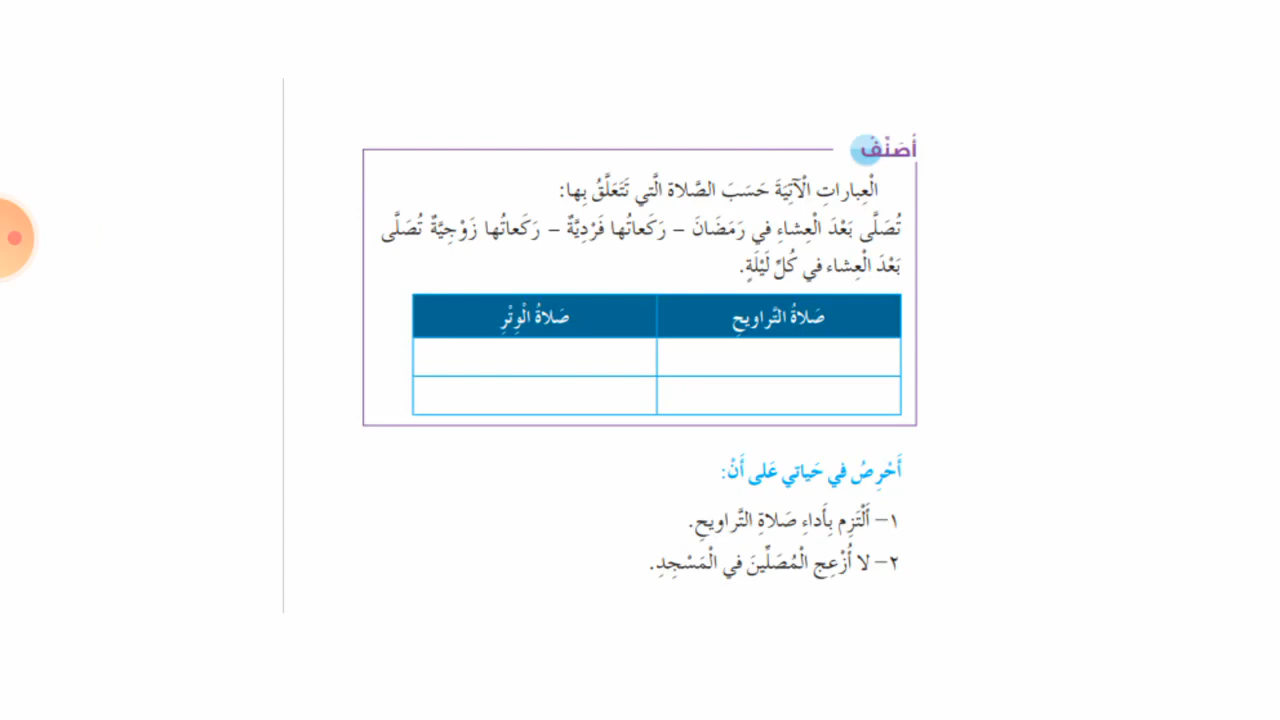 أَصَنِّفُ
الْعِباراتِ الْآتِيَةَ حَسَبَ الصَّلاة الَّتي تَتَعَلَّقُ بِها:
تُصَلَّى بَعْدَ الْعِشاءِ في رَمَضَانَ – رَكَعاتُها فَرْدِيَّةٌ – رَكَعاتُها زَوْجِيَّةٌ تُصَلَّى
بَعْدَ الْعِشاء في كُلِّ لَيْلَةٍ.
صَلاةُ التَّراويحِ
صَلاةُ الْوِتْرِ
أَحْرِصُ في حَياتي عَلى أَنْ:
١– أَلْتَزِم بِأَداءِ صَلاةِ التَّراويحِ.
٢– لا أُزْعِج الْمُصَلِّينَ في الْمَسْجِدِ.